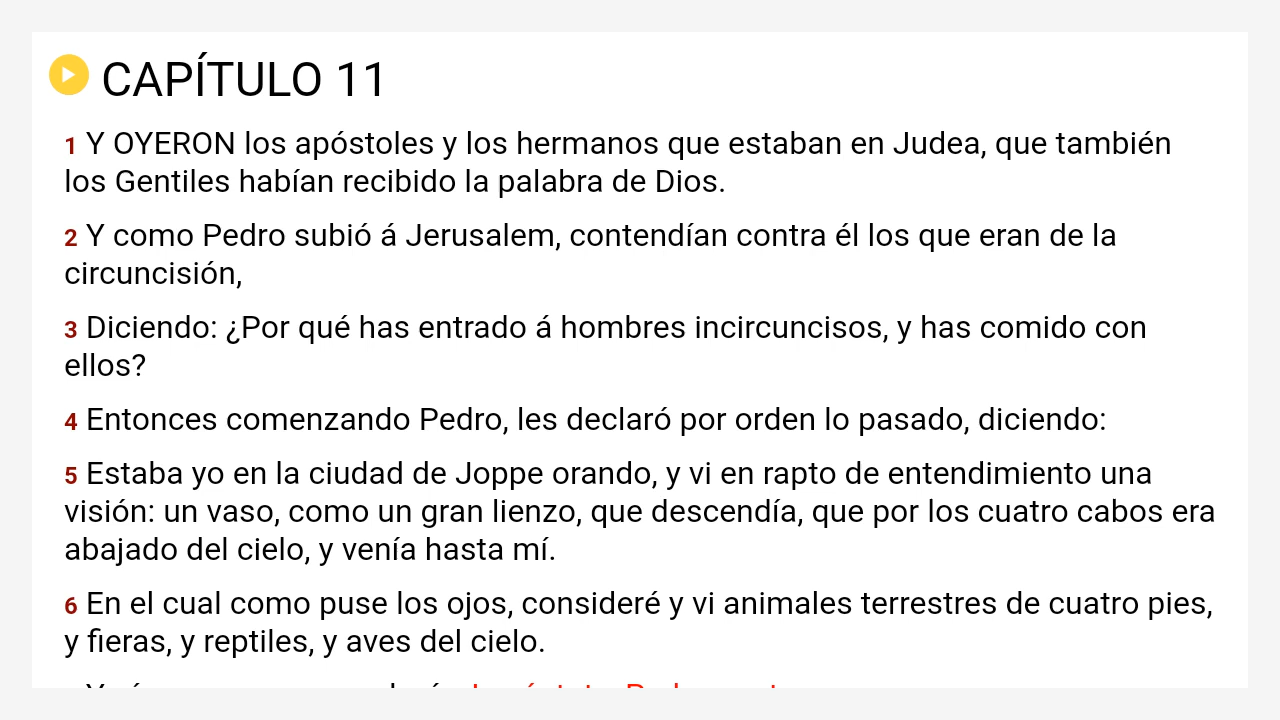 CAPÍTULO 11
1 Y OYERON los apóstoles y los hermanos que estaban en Judea, que también
los Gentiles habían recibido la palabra de Dios.
2 Y como Pedro subió á Jerusalem, contendían contra él los que eran de la
circuncisión,
3 Diciendo: ¿Por qué has entrado á hombres incircuncisos, y has comido con
ellos?
4 Entonces comenzando Pedro, les declaró por orden lo pasado, diciendo:
5 Estaba yo en la ciudad de Joppe orando, y vi en rapto de entendimiento una
visión: un vaso, como un gran lienzo, que descendía, que por los cuatro cabos era
abajado del cielo, y venía hasta mí.
6 En el cual como puse los ojos, consideré y vi animales terrestres de cuatro pies,
y fieras, y reptiles, y aves del cielo.